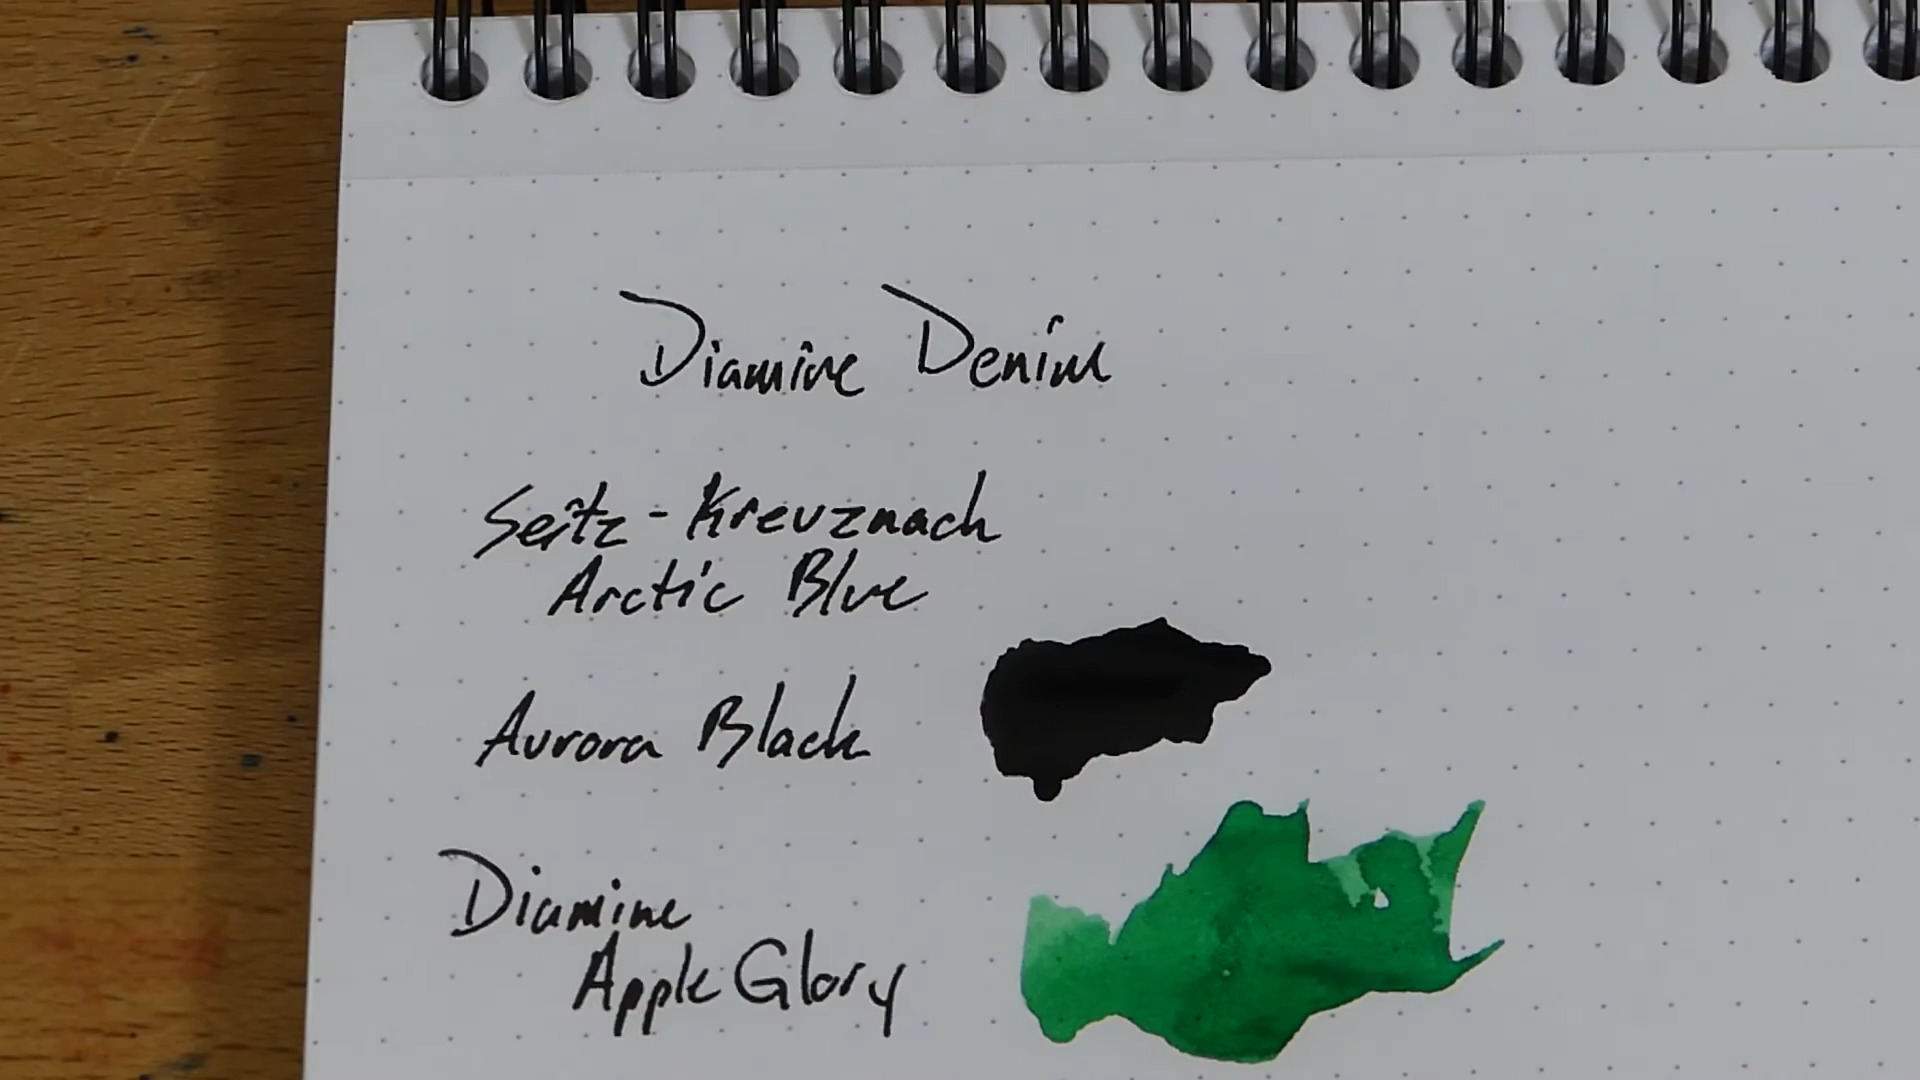 Diamine Denim
Seitz-Kreuznach
Arctic Blue
Aurora Black
Diamine
Apple Glory